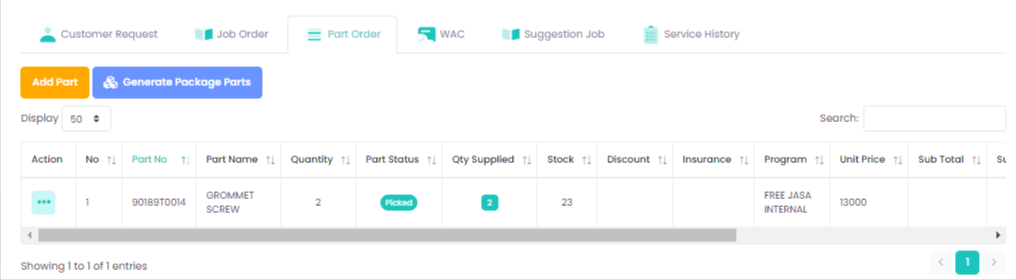 Customer Request Job Order Part Order WAC Suggestion Job Service History
Add Part Generate Package Parts
Display 50 Search:
Action No Part No Part Name Quantity Part Status Qty Supplied Stock Discount Insurance Program Unit Price Sub Total Su
1 90189T0014 GROMMET SCREW 2 Picked 2 23 FREE JASA INTERNAL 13000
Showing 1 to 1 of 1 entries 1